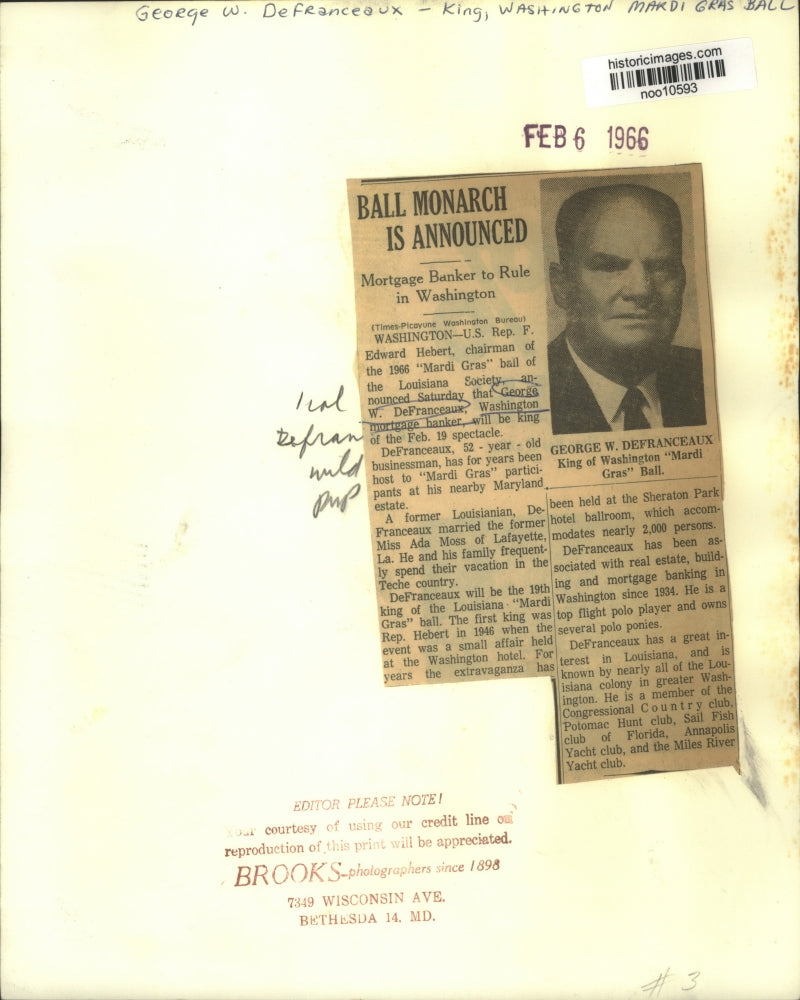 George W. DeFranceaux - King, WASHINGTON MARDI GRAS BALL
historicimages.com
noo10593
FEB 6 1966
BALL MONARCH
IS ANNOUNCED
Mortgage Banker to Rule
in Washington
(Times-Picayune Washington Bureau)
WASHINGTON—U.S. Rep. F.
Edward Hebert, chairman of
the 1966 "Mardi Gras" ball of
the Louisiana Society, an-
nounced Saturday that George
W. DeFranceaux, Washington
mortgage banker, will be king
of the Feb. 19 spectacle.
DeFranceaux, 52 - year - old
businessman, has for years been
host to "Mardi Gras" partici-
pants at his nearby Maryland
estate.
A former Louisianian, De-
Franceaux married the former
Miss Ada Moss of Lafayette,
La. He and his family frequent-
ly spend their vacation in the
Teche country.
DeFranceaux will be the 19th
king of the Louisiana "Mardi
Gras" ball. The first king was
Rep. Hebert in 1946 when the
event was a small affair held
at the Washington hotel. For
years the extravaganza has
GEORGE W. DEFRANCEAUX
King of Washington "Mardi
Gras" Ball.
been held at the Sheraton Park
hotel ballroom, which accom-
modates nearly 2,000 persons.
DeFranceaux has been as-
sociated with real estate, build-
ing and mortgage banking in
Washington since 1934. He is a
top flight polo player and owns
several polo ponies.
DeFranceaux has a great in-
terest in Louisiana, and is
known by nearly all of the Lou-
isiana colony in greater Wash-
ington. He is a member of the
Congressional Country club,
Potomac Hunt club, Sail Fish
club of Florida, Annapolis
Yacht club, and the Miles River
Yacht club.
1 col
Defran
EDITOR PLEASE NOTE!
Your courtesy of using our credit line on
reproduction of this print will be appreciated.
BROOKS-photographers since 1898
7349 WISCONSIN AVE.
BETHESDA 14, MD.
# 3